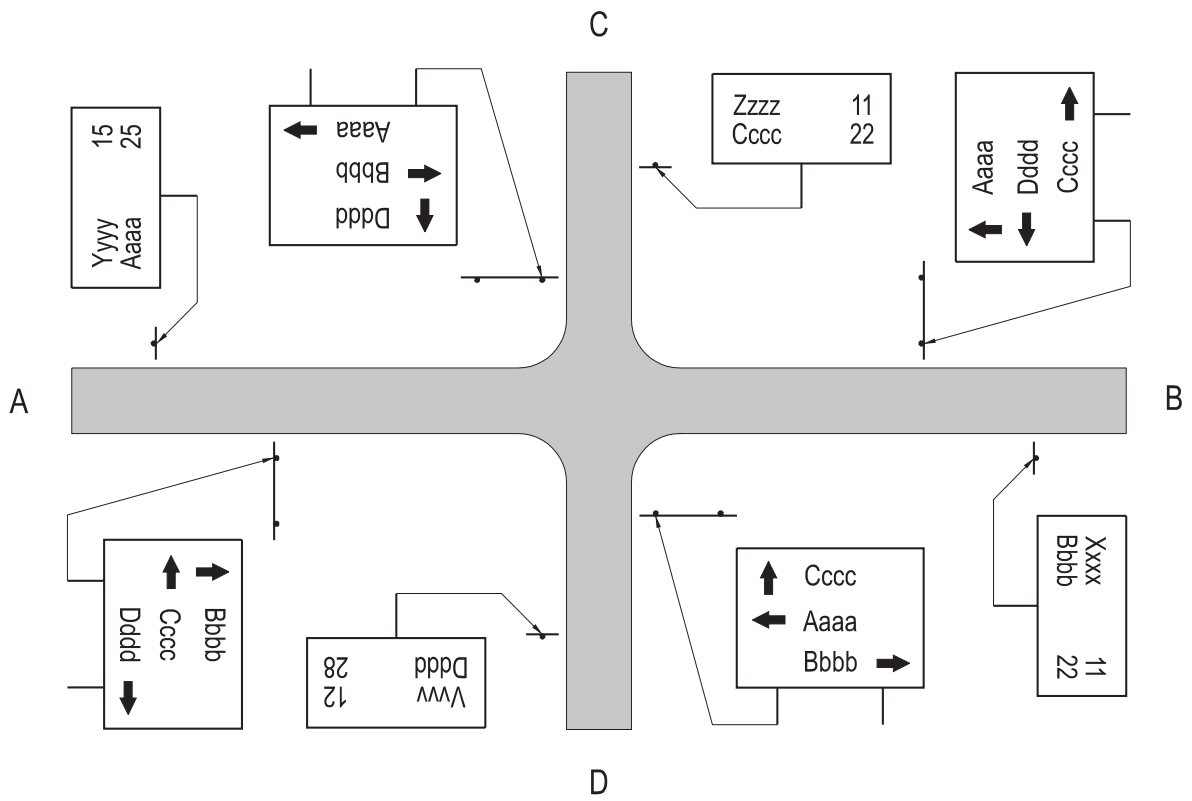 C
Yyyy 15
Aaaa 25
Dddd
Bbbb
Aaaa
Zzzz 11
Cccc 22
Aaaa
Dddd
Cccc
A
B
Bbbb
Cccc
Dddd
Vvvv 12
Dddd 28
Cccc
Aaaa
Bbbb
Xxxx 11
Bbbb 22
D